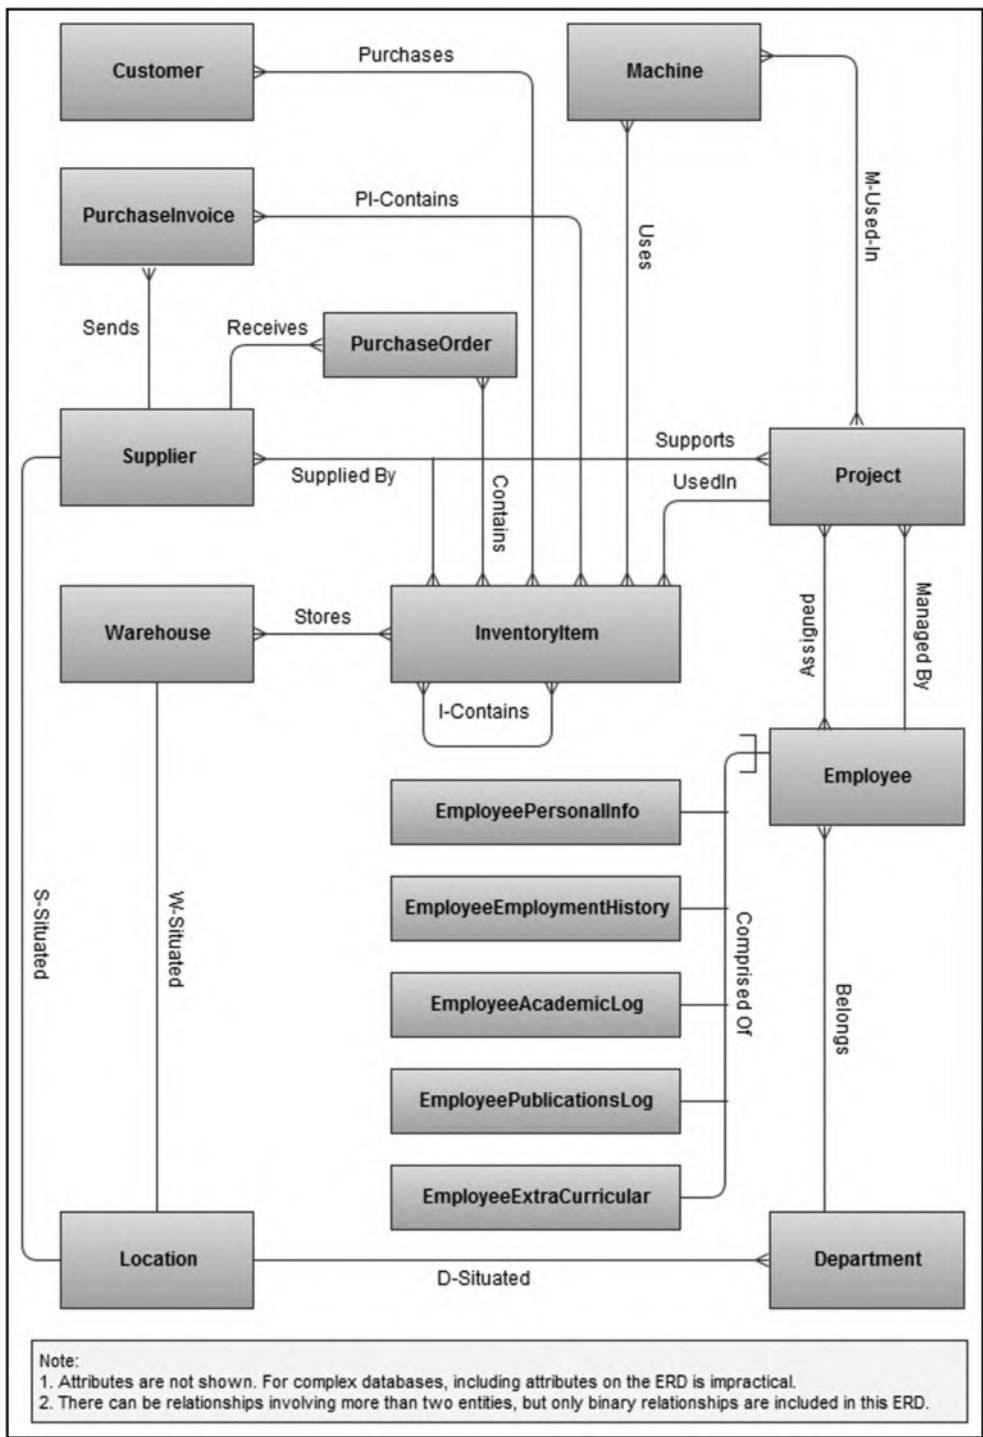 Customer
Purchases
Machine
PurchaseInvoice
PI-Contains
Uses
M-Used-In
Sends
Receives
PurchaseOrder
Supplier
Supplied By
Contains
Supports
UsedIn
Project
Warehouse
Stores
InventoryItem
I-Contains
Assigned
Managed By
Employee
EmployeePersonalInfo
EmployeeEmploymentHistory
EmployeeAcademicLog
EmployeePublicationsLog
EmployeeExtraCurricular
Comprised Of
S-Situated
W-Situated
Belongs
Location
D-Situated
Department
Note:
1. Attributes are not shown. For complex databases, including attributes on the ERD is impractical.
2. There can be relationships involving more than two entities, but only binary relationships are included in this ERD.